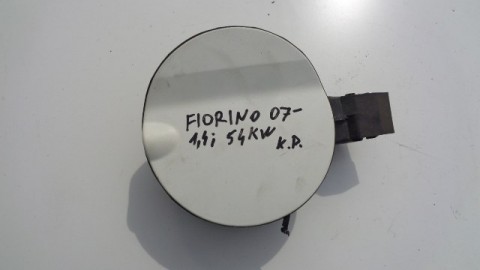 FIORINO 07-
1,4i 54KW
K.P.